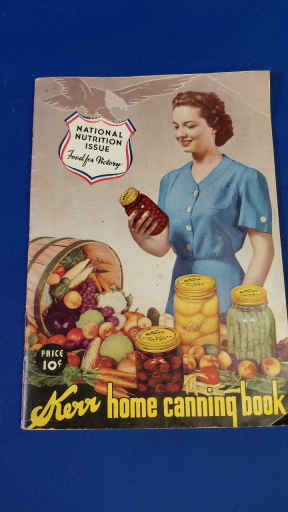 NATIONAL
NUTRITION
ISSUE
Food for Victory
PRICE
10¢
Kerr home canning book